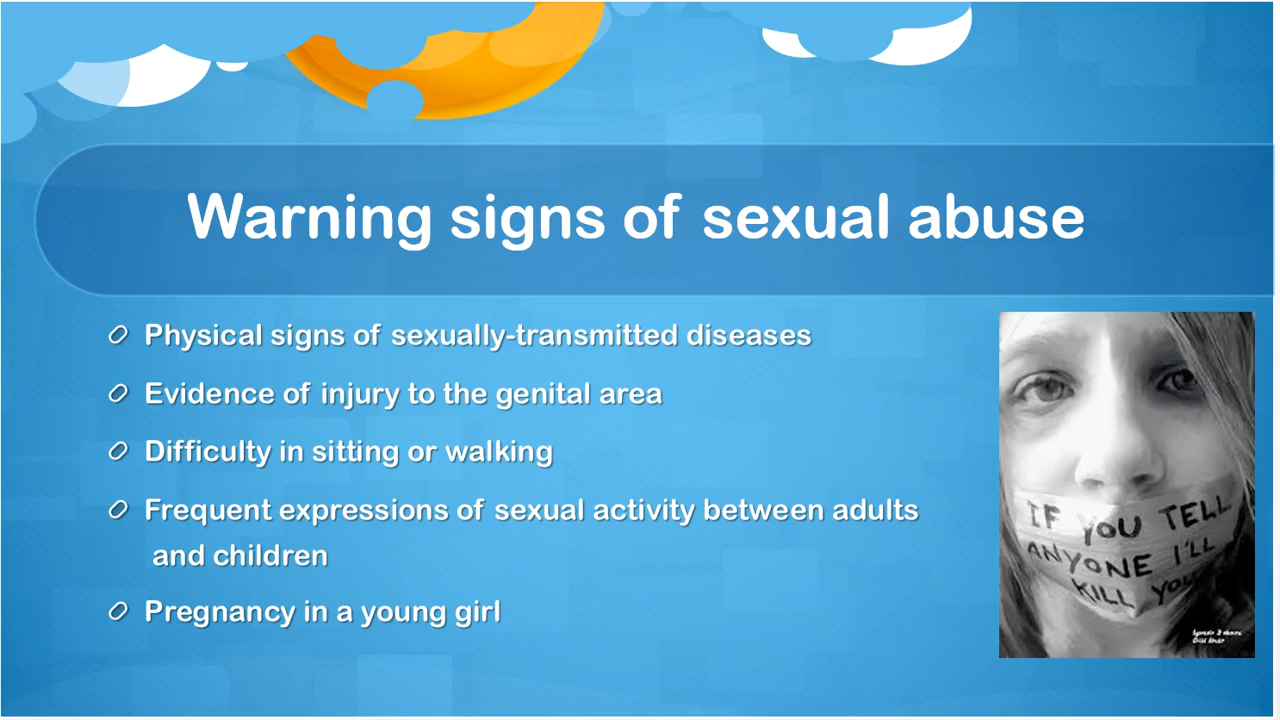 Warning signs of sexual abuse
Physical signs of sexually-transmitted diseases
Evidence of injury to the genital area
Difficulty in sitting or walking
Frequent expressions of sexual activity between adults
and children
Pregnancy in a young girl
IF YOU TELL
ANYONE I'LL
KILL YOU